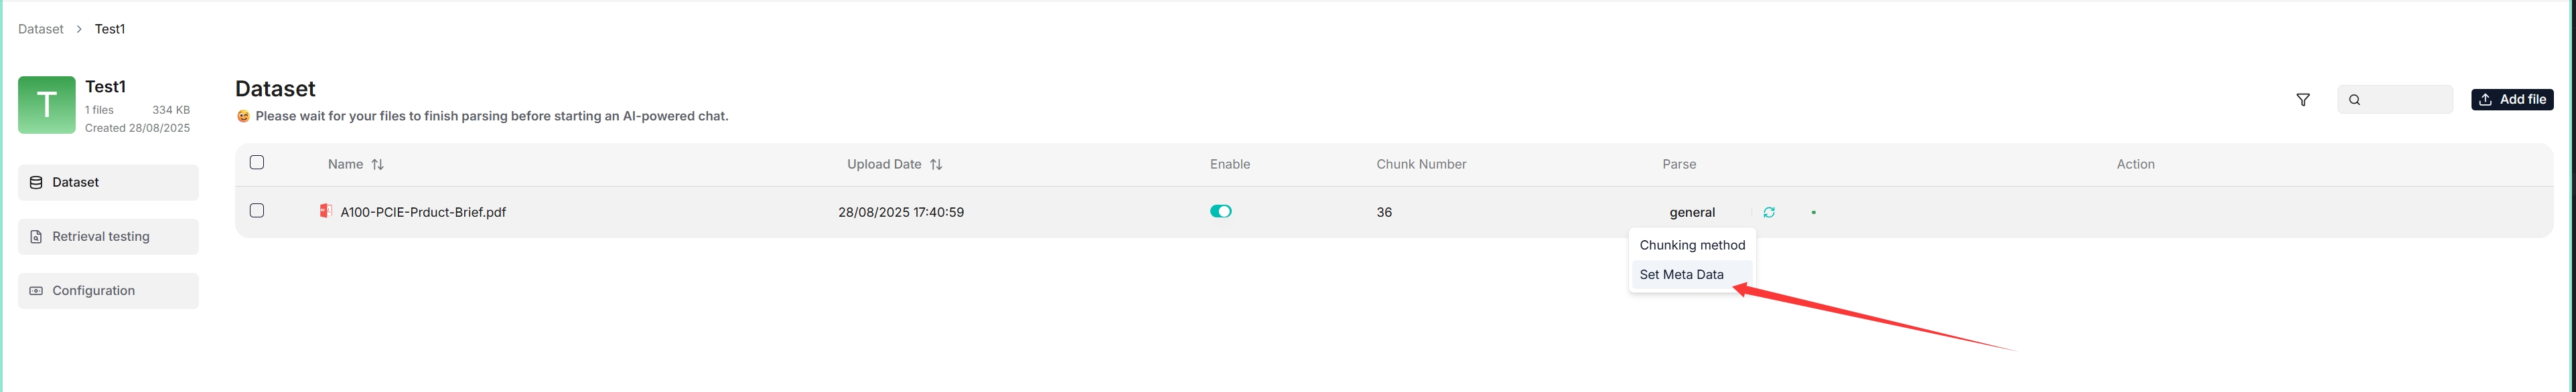 Dataset > Test1
T
Test1
1 files 334 KB
Created 28/08/2025
Dataset
Retrieval testing
Configuration
Dataset
😉 Please wait for your files to finish parsing before starting an AI-powered chat.
Add file
Name Upload Date Enable Chunk Number Parse Action
A100-PCIE-Prduct-Brief.pdf 28/08/2025 17:40:59 36 general
Chunking method
Set Meta Data